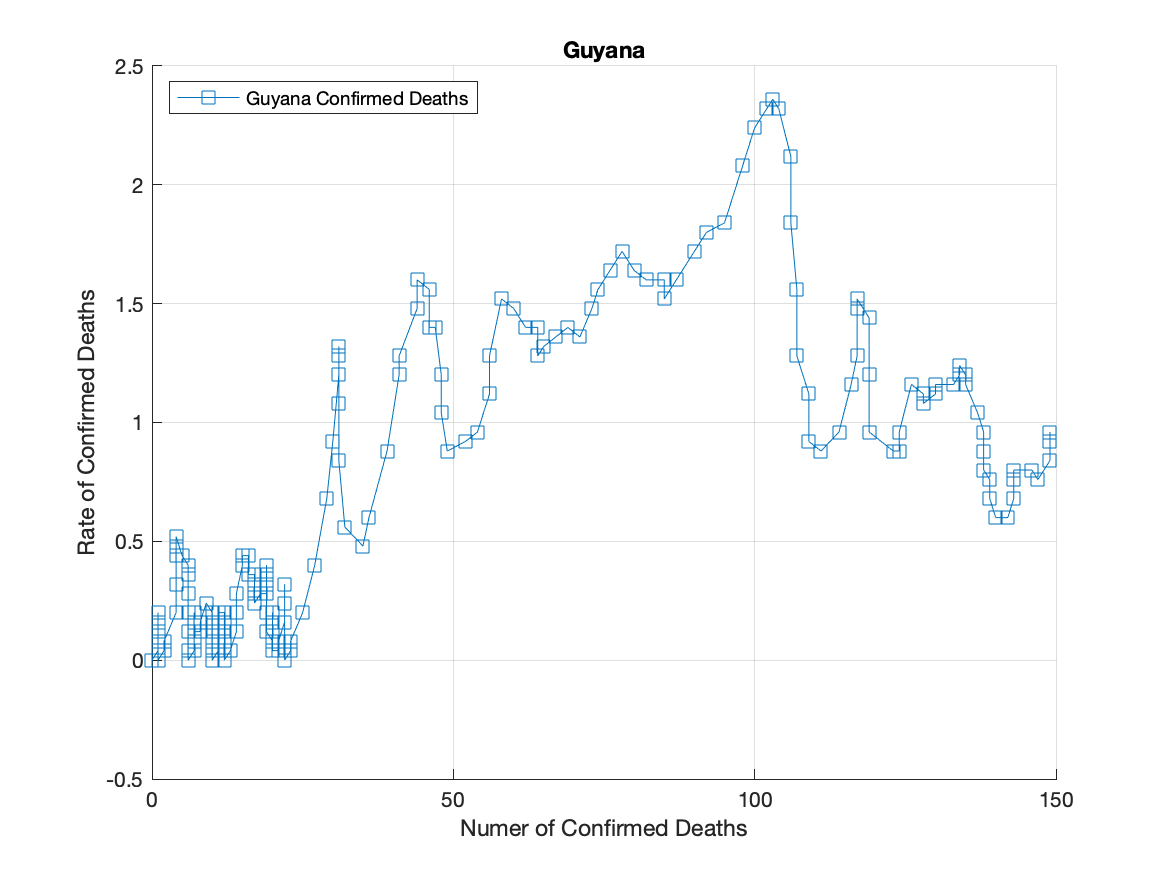 Guyana
Guyana Confirmed Deaths
2.5
2
1.5
1
0.5
0
-0.5
Rate of Confirmed Deaths
0 50 100 150
Numer of Confirmed Deaths